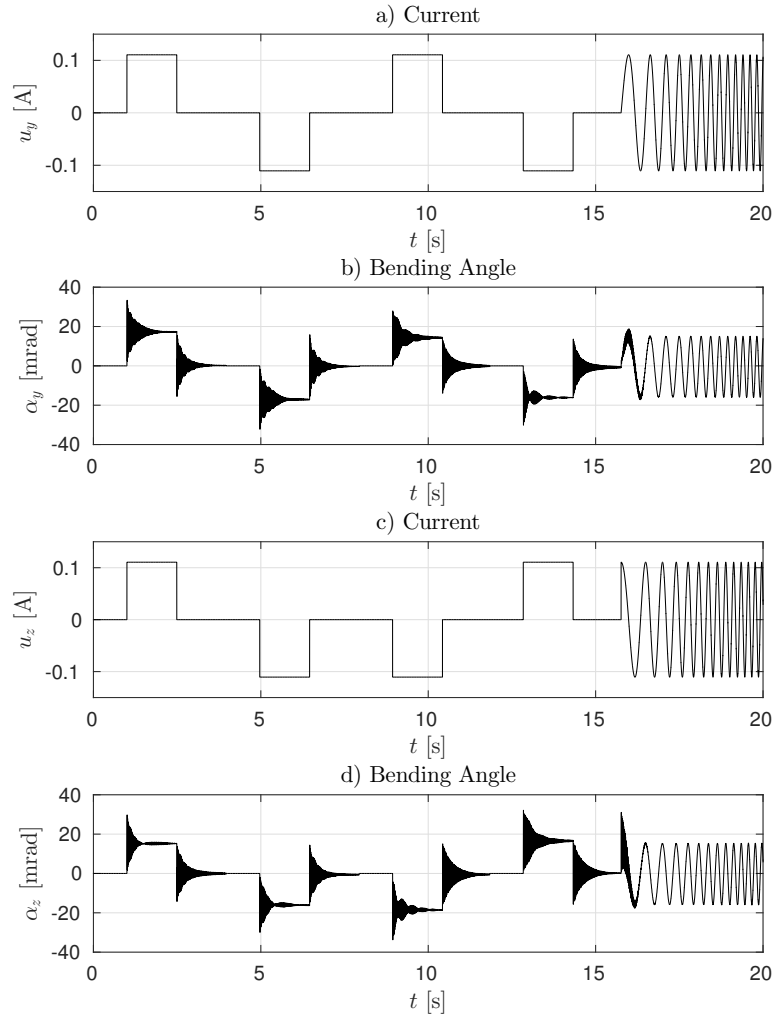 a) Current
0.1
0
-0.1
u_y [A]
0 5 10 15 20
t [s]
b) Bending Angle
40
20
0
-20
-40
α_y [mrad]
0 5 10 15 20
t [s]
c) Current
0.1
0
-0.1
u_z [A]
0 5 10 15 20
t [s]
d) Bending Angle
40
20
0
-20
-40
α_z [mrad]
0 5 10 15 20
t [s]